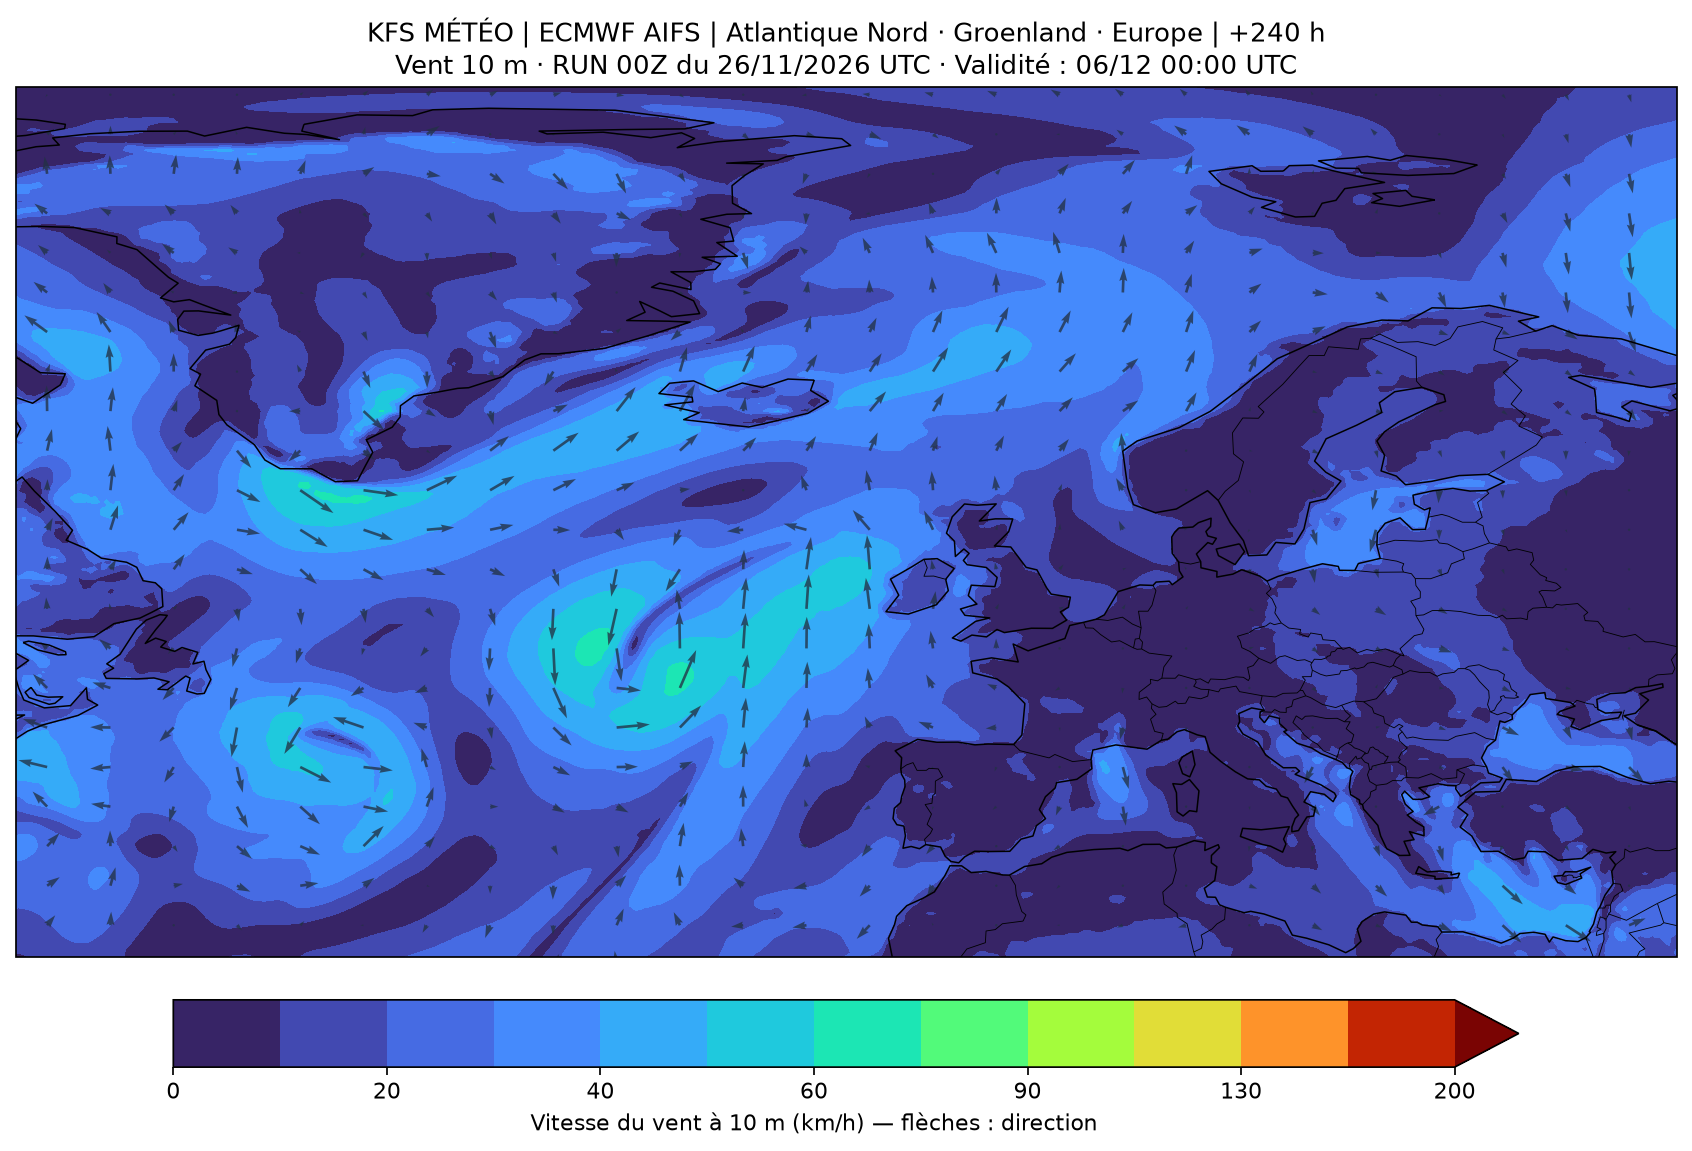 KFS MÉTÉO | ECMWF AIFS | Atlantique Nord · Groenland · Europe | +240 h
Vent 10 m · RUN 00Z du 26/11/2026 UTC · Validité : 06/12 00:00 UTC
0 20 40 60 90 130 200
Vitesse du vent à 10 m (km/h) — flèches : direction